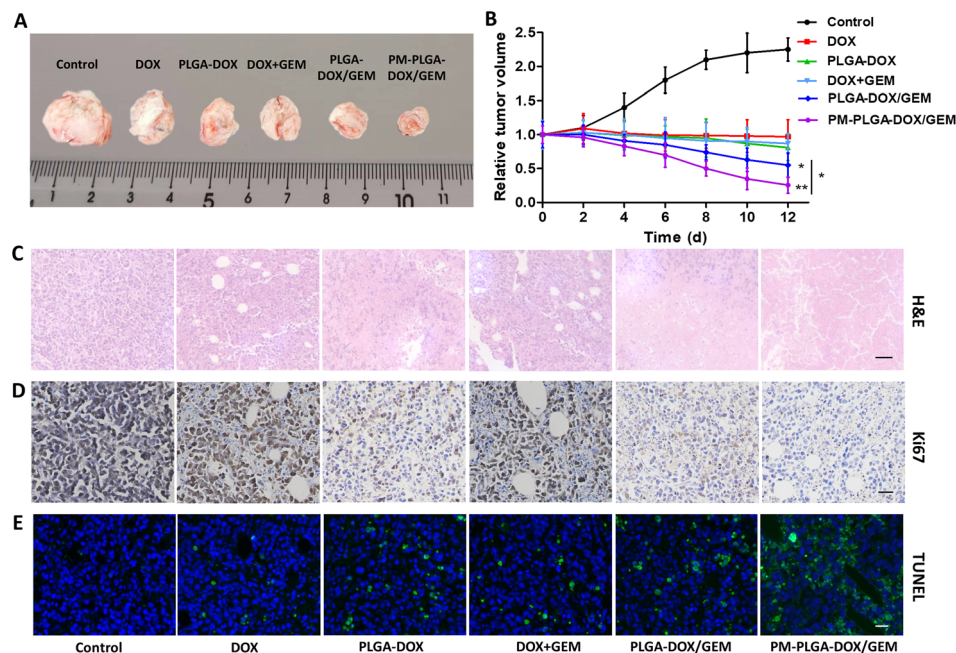 A
Control
DOX
PLGA-DOX
DOX+GEM
PLGA-
DOX/GEM
PM-PLGA-
DOX/GEM
1 2 3 4 5 6 7 8 9 10 11
B
Relative tumor volume
2.5
2.0
1.5
1.0
0.5
0.0
0 2 4 6 8 10 12
Time (d)
Control
DOX
PLGA-DOX
DOX+GEM
PLGA-DOX/GEM
PM-PLGA-DOX/GEM
*
**
*
C
H&E
D
Ki67
E
TUNEL
Control DOX PLGA-DOX DOX+GEM PLGA-DOX/GEM PM-PLGA-DOX/GEM